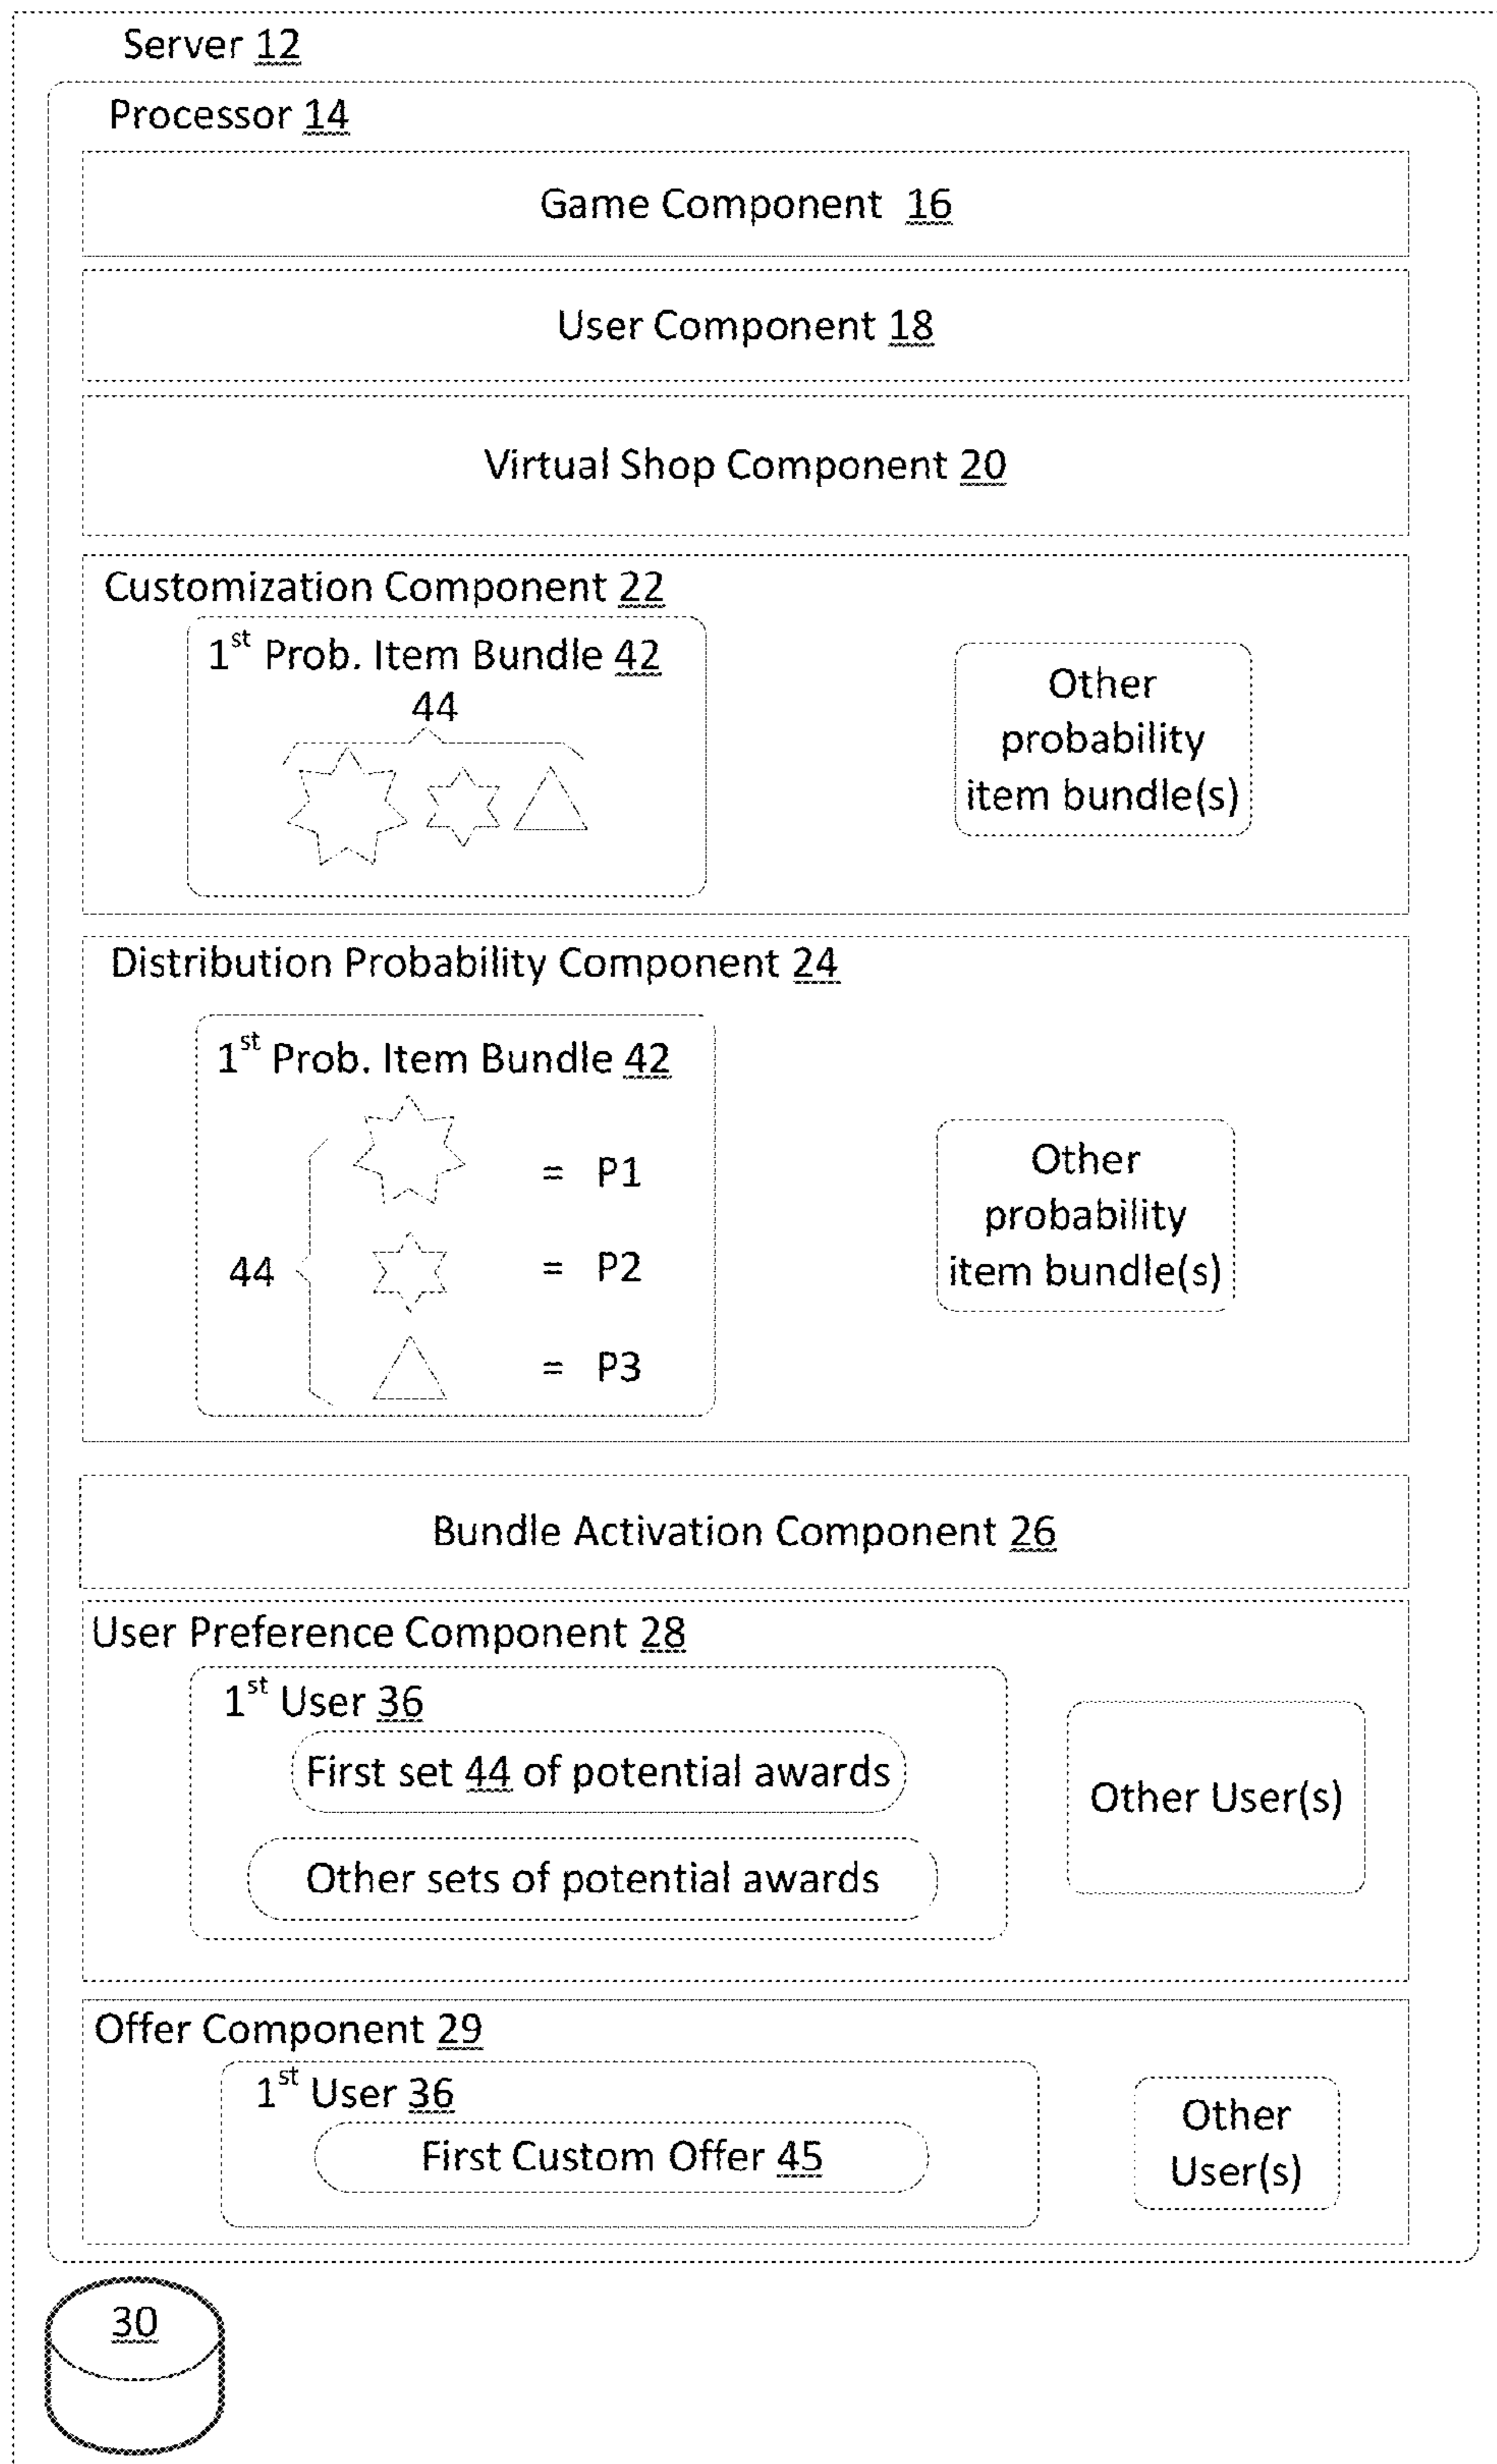 Server 12
Processor 14
Game Component 16
User Component 18
Virtual Shop Component 20
Customization Component 22
1st Prob. Item Bundle 42
44
Other
probability
item bundle(s)
Distribution Probability Component 24
1st Prob. Item Bundle 42
= P1
44
= P2
= P3
Other
probability
item bundle(s)
Bundle Activation Component 26
User Preference Component 28
1st User 36
First set 44 of potential awards
Other sets of potential awards
Other User(s)
Offer Component 29
1st User 36
First Custom Offer 45
Other
User(s)
30